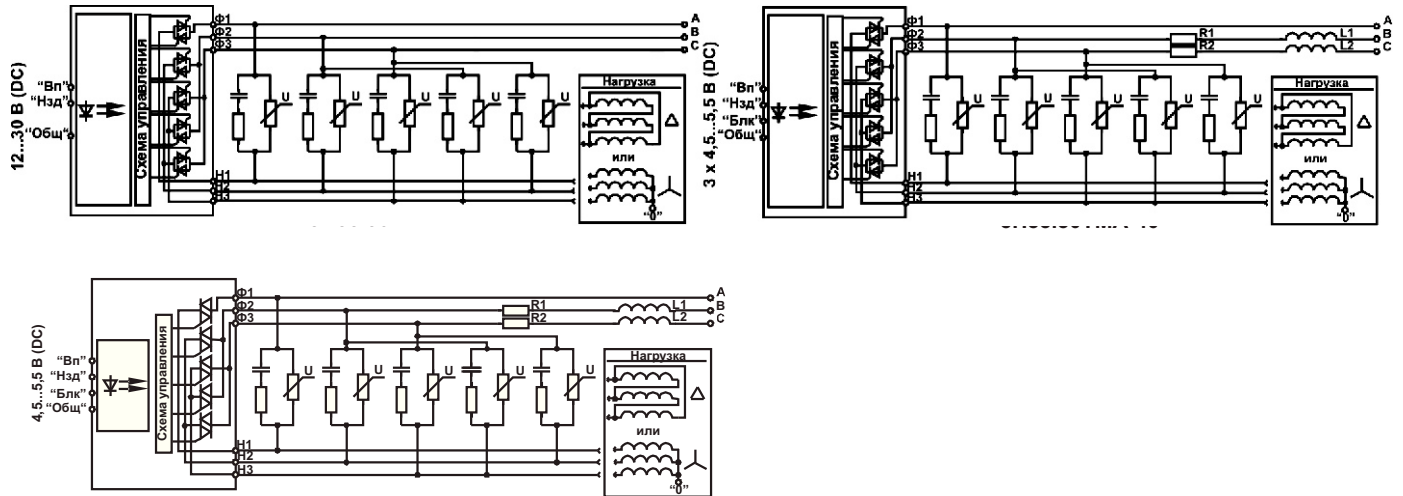 12...30 В (DC)
“Вп”
“Нзд”
“Общ“
Схема управления
Ф1
Ф2
Ф3
A
B
C
U
U
U
U
U
Нагрузка
Δ
или
“0”
Н1
Н2
Н3
3 x 4,5...5,5 В (DC)
“Вп”
“Нзд”
“Блк”
“Общ“
Схема управления
Ф1
Ф2
Ф3
R1
R2
L1
L2
A
B
C
U
U
U
U
U
Нагрузка
Δ
или
“0”
Н1
Н2
Н3
4,5...5,5 В (DC)
“Вп”
“Нзд”
“Блк”
“Общ“
Схема управления
Ф1
Ф2
Ф3
R1
R2
L1
L2
A
B
C
U
U
U
U
U
Нагрузка
Δ
или
“0”
Н1
Н2
Н3